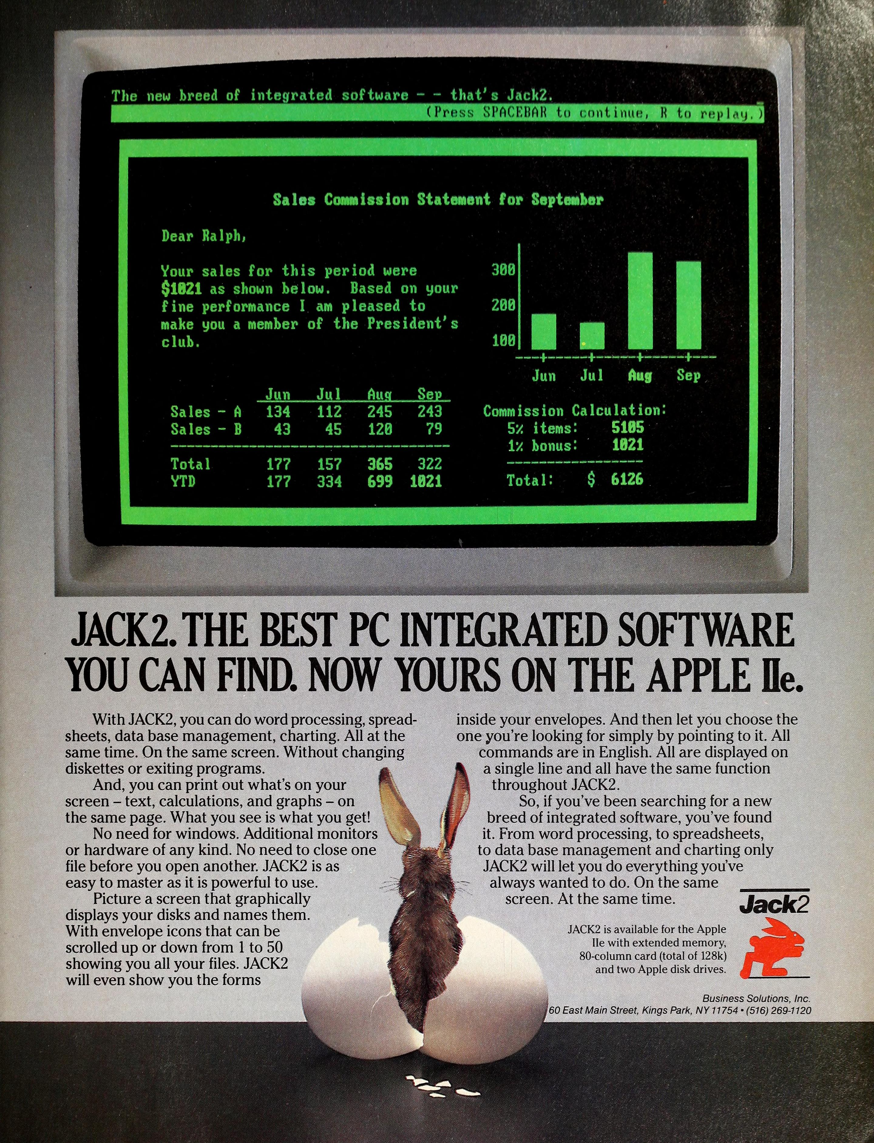 The new breed of integrated software -- that's Jack2.
(Press SPACEBAR to continue, R to replay.)
Sales Commission Statement for September
Dear Ralph,
Your sales for this period were
$1021 as shown below. Based on your
fine performance I am pleased to
make you a member of the President's
club.
300
200
100
Jun Jul Aug Sep
Jun Jul Aug Sep
Sales - A 134 112 245 243
Sales - B 43 45 120 79
Total 177 157 365 322
YTD 177 334 699 1021
Commission Calculation:
5% items: 5105
1% bonus: 1021
Total: $ 6126
JACK2. THE BEST PC INTEGRATED SOFTWARE
YOU CAN FIND. NOW YOURS ON THE APPLE IIe.
With JACK2, you can do word processing, spread-
sheets, data base management, charting. All at the
same time. On the same screen. Without changing
diskettes or exiting programs.
And, you can print out what's on your
screen – text, calculations, and graphs – on
the same page. What you see is what you get!
No need for windows. Additional monitors
or hardware of any kind. No need to close one
file before you open another. JACK2 is as
easy to master as it is powerful to use.
Picture a screen that graphically
displays your disks and names them.
With envelope icons that can be
scrolled up or down from 1 to 50
showing you all your files. JACK2
will even show you the forms
inside your envelopes. And then let you choose the
one you're looking for simply by pointing to it. All
commands are in English. All are displayed on
a single line and all have the same function
throughout JACK2.
So, if you've been searching for a new
breed of integrated software, you've found
it. From word processing, to spreadsheets,
to data base management and charting only
JACK2 will let you do everything you've
always wanted to do. On the same
screen. At the same time.
Jack2
JACK2 is available for the Apple
IIe with extended memory,
80-column card (total of 128k)
and two Apple disk drives.
Business Solutions, Inc.
60 East Main Street, Kings Park, NY 11754 • (516) 269-1120